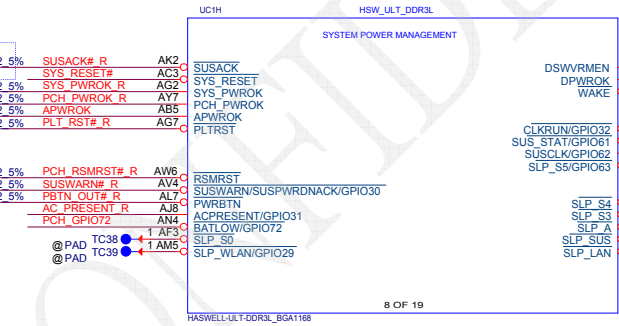 UC1H HSW_ULT_DDR3L
SYSTEM POWER MANAGEMENT
2_5% SUSACK#_R AK2 SUSACK
SYS_RESET# AC3 SYS_RESET
2_5% SYS_PWROK_R AG2 SYS_PWROK
2_5% PCH_PWROK_R AY7 PCH_PWROK
2_5% APWROK AB5 APWROK
2_5% PLT_RST#_R AG7 PLTRST
DSWVRMEN
DPWROK
WAKE
CLKRUN/GPIO32
SUS_STAT/GPIO61
SUSCLK/GPIO62
SLP_S5/GPIO63
2_5% PCH_RSMRST#_R AW6 RSMRST
2_5% SUSWARN#_R AV4 SUSWARN/SUSPWRDNACK/GPIO30
2_5% PBTN_OUT#_R AL7 PWRBTN
AC_PRESENT_R AJ8 ACPRESENT/GPIO31
PCH_GPIO72 AN4 BATLOW/GPIO72
@PAD TC38 1 AF3 SLP_S0
@PAD TC39 1 AM5 SLP_WLAN/GPIO29
SLP_S4
SLP_S3
SLP_A
SLP_SUS
SLP_LAN
8 OF 19
HASWELL-ULT-DDR3L_BGA1168